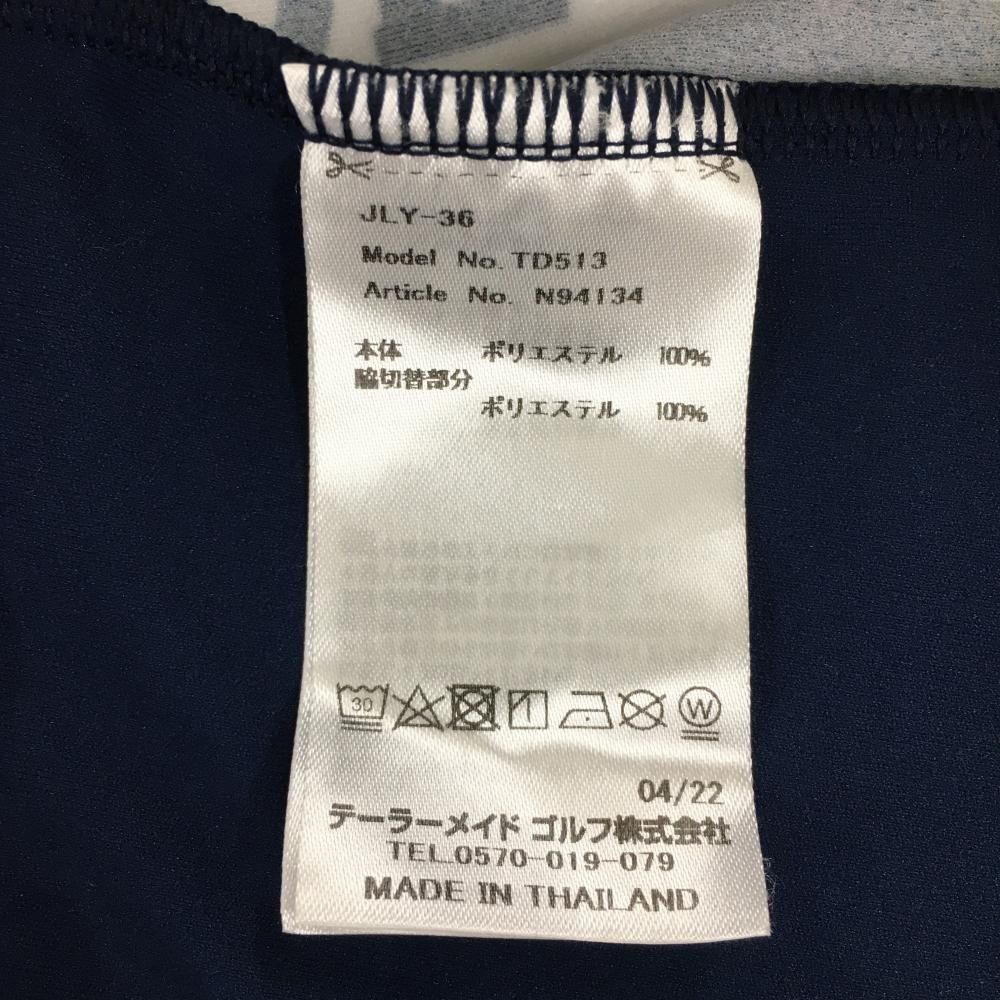 JLY-36
Model No. TD513
Article No. N94134
本体 ポリエステル 100%
脇切替部分
ポリエステル 100%
30 W
04/22
テーラーメイド ゴルフ株式会社
TEL.0570-019-079
MADE IN THAILAND